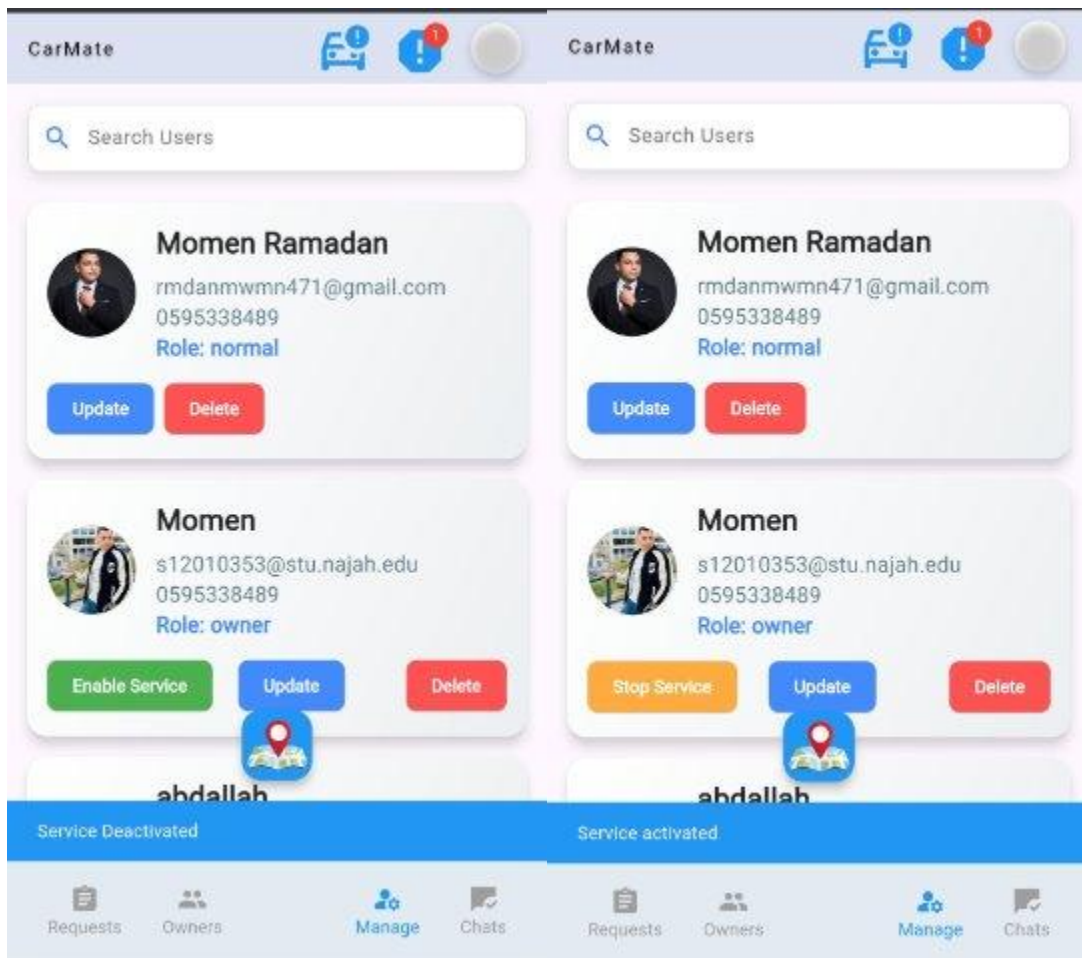 CarMate
1
Search Users
Momen Ramadan
rmdanmwmn471@gmail.com
0595338489
Role: normal
Update Delete
Momen
s12010353@stu.najah.edu
0595338489
Role: owner
Enable Service Update Delete
abdallah
Service Deactivated
Requests Owners Manage Chats
CarMate
1
Search Users
Momen Ramadan
rmdanmwmn471@gmail.com
0595338489
Role: normal
Update Delete
Momen
s12010353@stu.najah.edu
0595338489
Role: owner
Stop Service Update Delete
abdallah
Service activated
Requests Owners Manage Chats